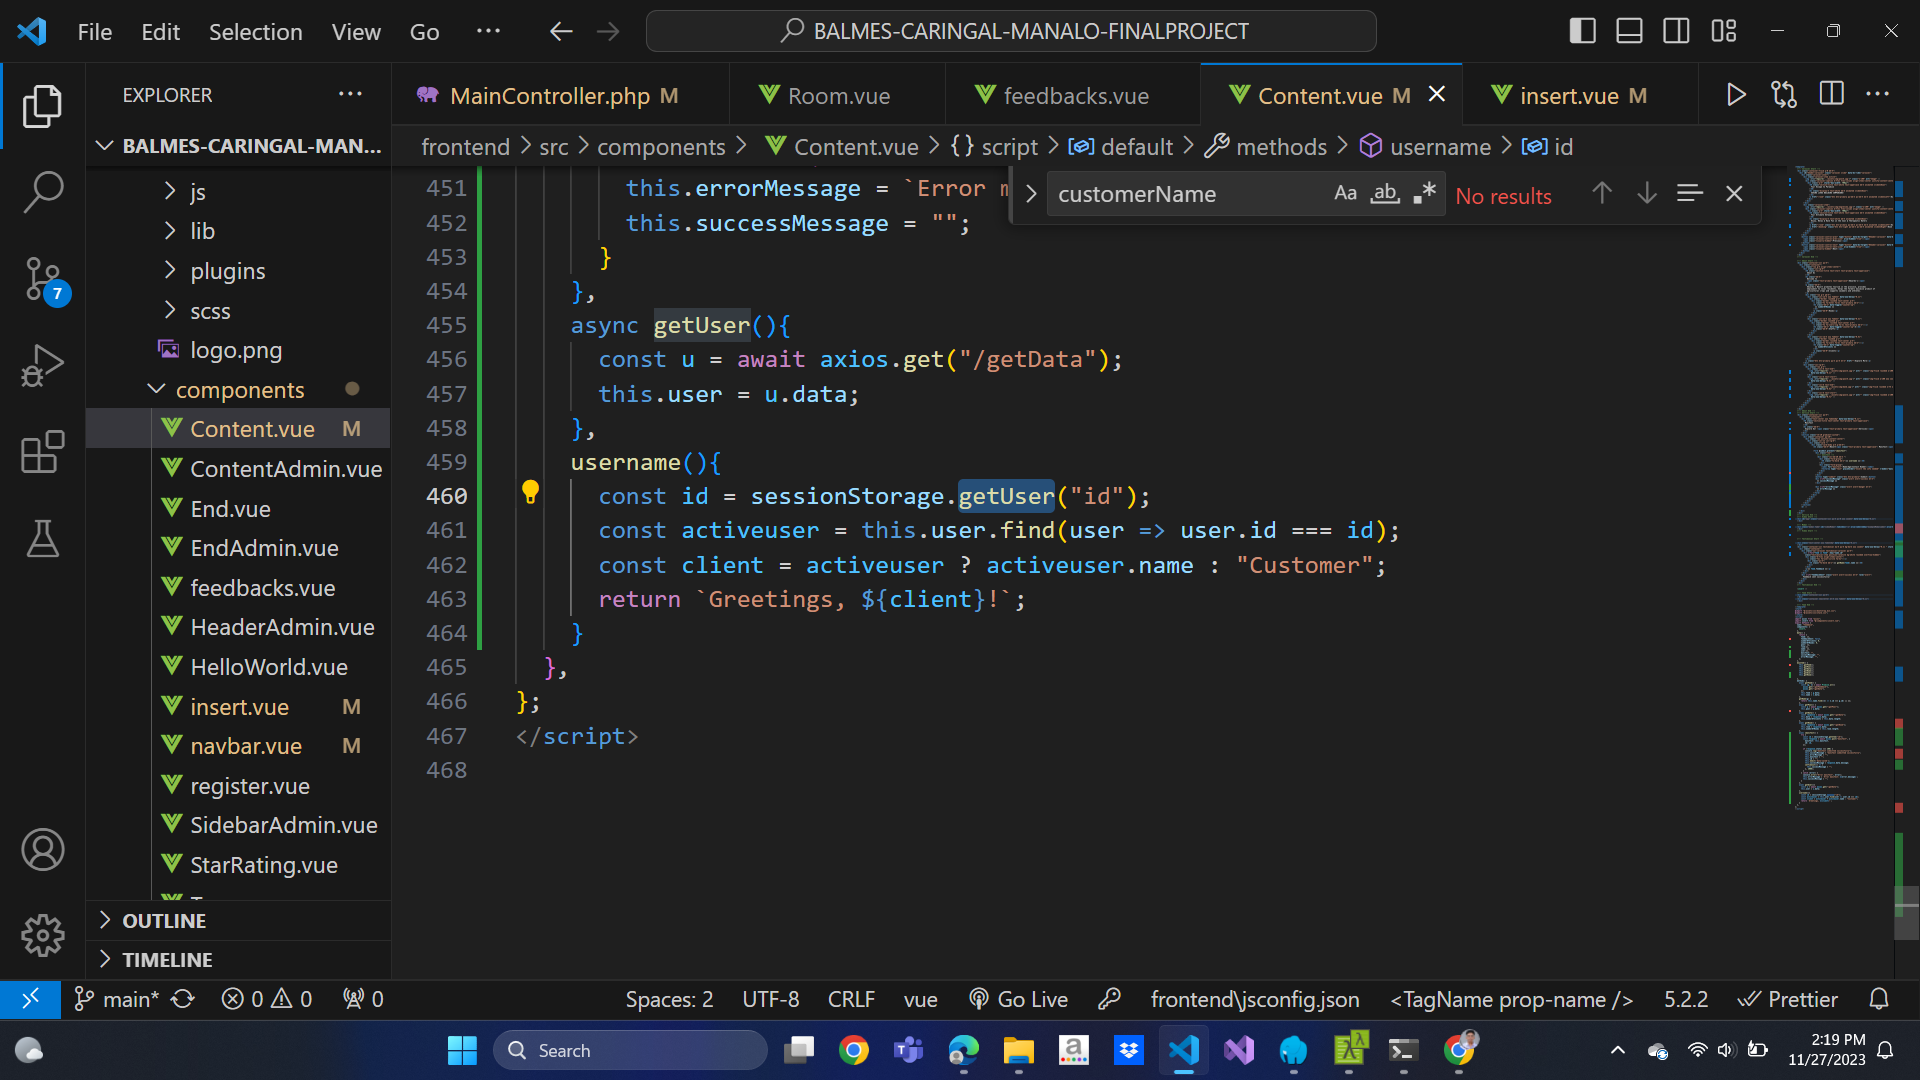 File Edit Selection View Go ···
BALMES-CARINGAL-MANALO-FINALPROJECT
EXPLORER ···
MainController.php M
Room.vue
feedbacks.vue
Content.vue M
insert.vue M
frontend > src > components > Content.vue > {} script > default > methods > username > id
BALMES-CARINGAL-MAN...
js
lib
plugins
scss
logo.png
components
Content.vue M
ContentAdmin.vue
End.vue
EndAdmin.vue
feedbacks.vue
HeaderAdmin.vue
HelloWorld.vue
insert.vue M
navbar.vue M
register.vue
SidebarAdmin.vue
StarRating.vue
OUTLINE
TIMELINE
7
customerName Aa ab .* No results
451 this.errorMessage = `Error
452 this.successMessage = "";
453 }
454 },
455 async getUser(){
456 const u = await axios.get("/getData");
457 this.user = u.data;
458 },
459 username(){
460 const id = sessionStorage.getUser("id");
461 const activeuser = this.user.find(user => user.id === id);
462 const client = activeuser ? activeuser.name : "Customer";
463 return `Greetings, ${client}!`;
464 }
465 },
466 };
467 </script>
468
main* 0 0 0 Spaces: 2 UTF-8 CRLF vue Go Live frontend\jsconfig.json <TagName prop-name /> 5.2.2 Prettier
Search
2:19 PM
11/27/2023